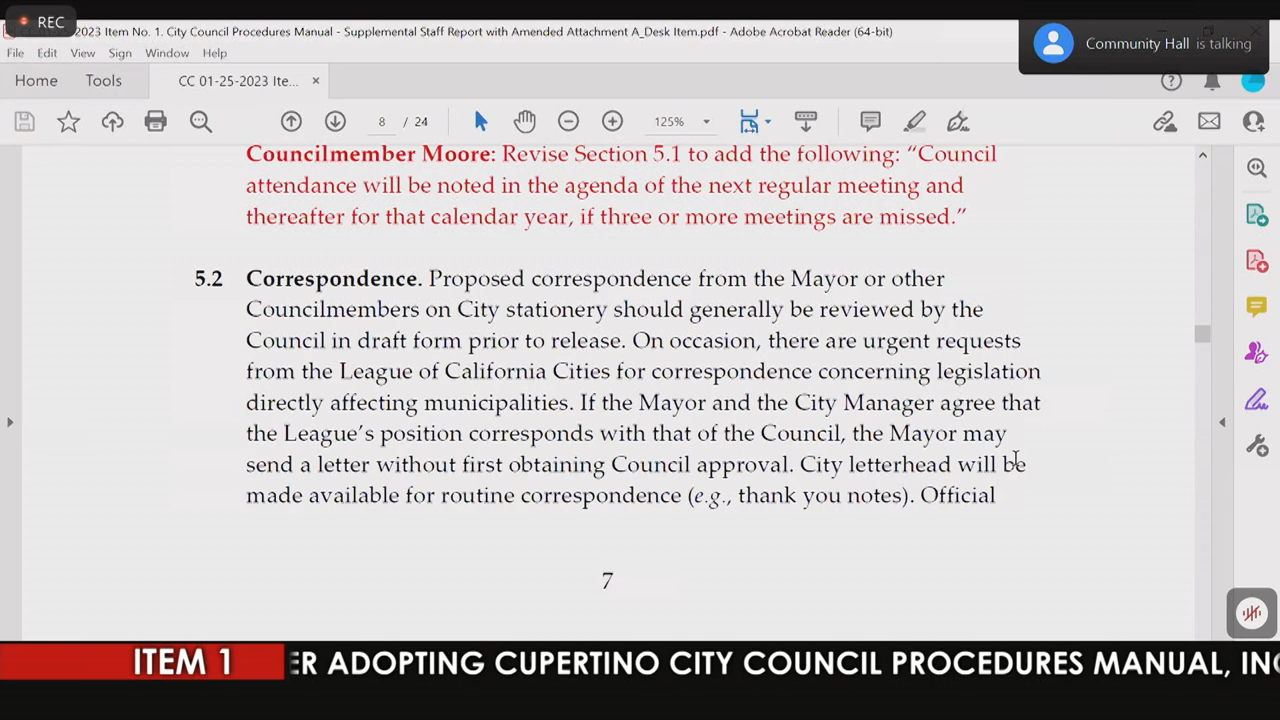 REC
2023 Item No. 1. City Council Procedures Manual - Supplemental Staff Report with Amended Attachment A_Desk Item.pdf - Adobe Acrobat Reader (64-bit)
Community Hall is talking
File Edit View Sign Window Help
Home Tools CC 01-25-2023 Ite... ×
8 / 24 125%
Councilmember Moore: Revise Section 5.1 to add the following: “Council
attendance will be noted in the agenda of the next regular meeting and
thereafter for that calendar year, if three or more meetings are missed.”
5.2 Correspondence. Proposed correspondence from the Mayor or other
Councilmembers on City stationery should generally be reviewed by the
Council in draft form prior to release. On occasion, there are urgent requests
from the League of California Cities for correspondence concerning legislation
directly affecting municipalities. If the Mayor and the City Manager agree that
the League’s position corresponds with that of the Council, the Mayor may
send a letter without first obtaining Council approval. City letterhead will be
made available for routine correspondence (e.g., thank you notes). Official
7
ITEM 1 ER ADOPTING CUPERTINO CITY COUNCIL PROCEDURES MANUAL, INC